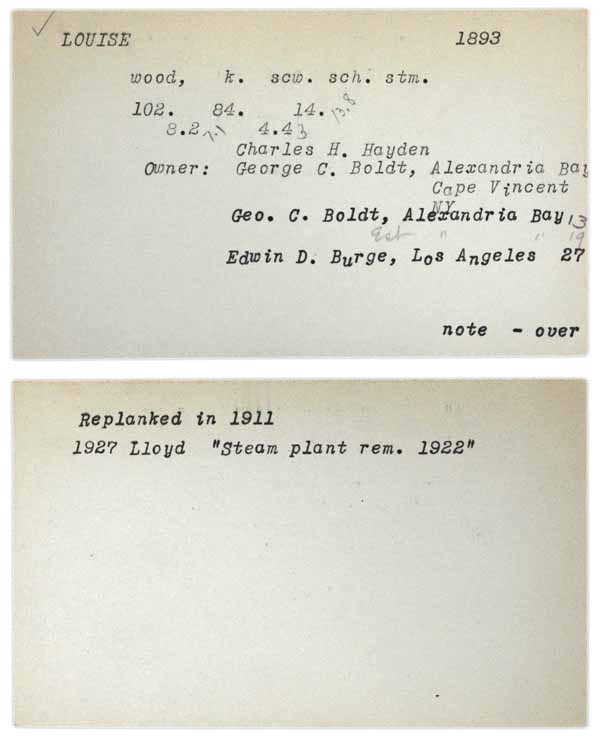 LOUISE 1893
wood, k. scw. sch. stm.
102. 84. 14. 13.8
8.2 7.1 4.43
Charles H. Hayden
Owner: George C. Boldt, Alexandria Bay
Cape Vincent
NY
Geo. C. Boldt, Alexandria Bay, 13
Est " " 19
Edwin D. Burge, Los Angeles 27
note - over
Replanked in 1911
1927 Lloyd "Steam plant rem. 1922"